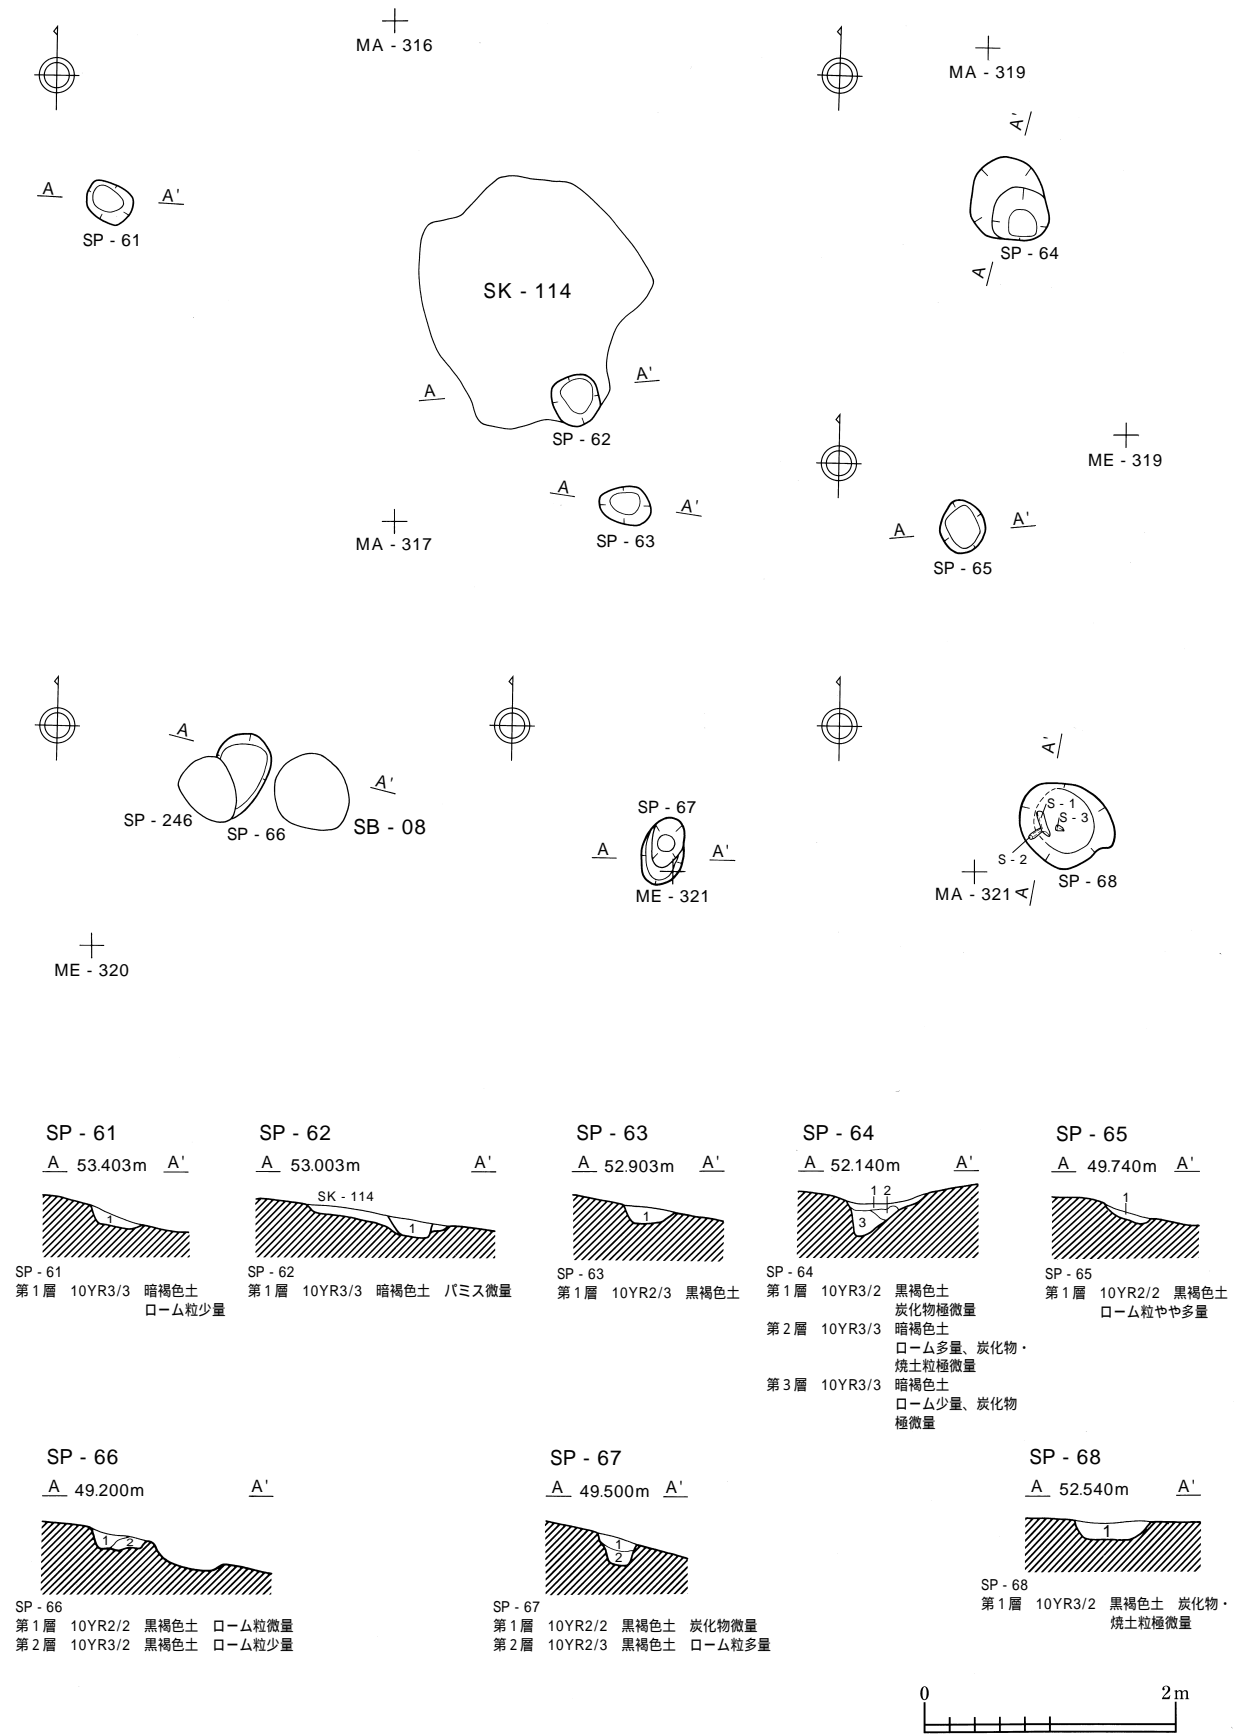 MA - 316
MA - 319
A A'
SP - 61
SK - 114
A A'
SP - 62
A'
SP - 64
A
ME - 319
A A'
SP - 63
MA - 317
A A'
SP - 65
A A'
SP - 246
SP - 66
SB - 08
ME - 320
SP - 67
A A'
ME - 321
A'
S - 1
S - 3
S - 2
SP - 68
MA - 321
A
SP - 61
A 53.403m A'
1
SP - 61
第1層 10YR3/3 暗褐色土
ローム粒少量
SP - 62
A 53.003m A'
SK - 114
1
SP - 62
第1層 10YR3/3 暗褐色土 パミス微量
SP - 63
A 52.903m A'
1
SP - 63
第1層 10YR2/3 黒褐色土
SP - 64
A 52.140m A'
1 2
3
SP - 64
第1層 10YR3/2 黒褐色土
炭化物極微量
第2層 10YR3/3 暗褐色土
ローム多量、炭化物・
焼土粒極微量
第3層 10YR3/3 暗褐色土
ローム少量、炭化物
極微量
SP - 65
A 49.740m A'
1
SP - 65
第1層 10YR2/2 黒褐色土
ローム粒やや多量
SP - 66
A 49.200m A'
1 2
SP - 66
第1層 10YR2/2 黒褐色土 ローム粒微量
第2層 10YR3/2 黒褐色土 ローム粒少量
SP - 67
A 49.500m A'
1
2
SP - 67
第1層 10YR2/2 黒褐色土 炭化物微量
第2層 10YR2/3 黒褐色土 ローム粒多量
SP - 68
A 52.540m A'
1
SP - 68
第1層 10YR3/2 黒褐色土 炭化物・
焼土粒極微量
0 2m